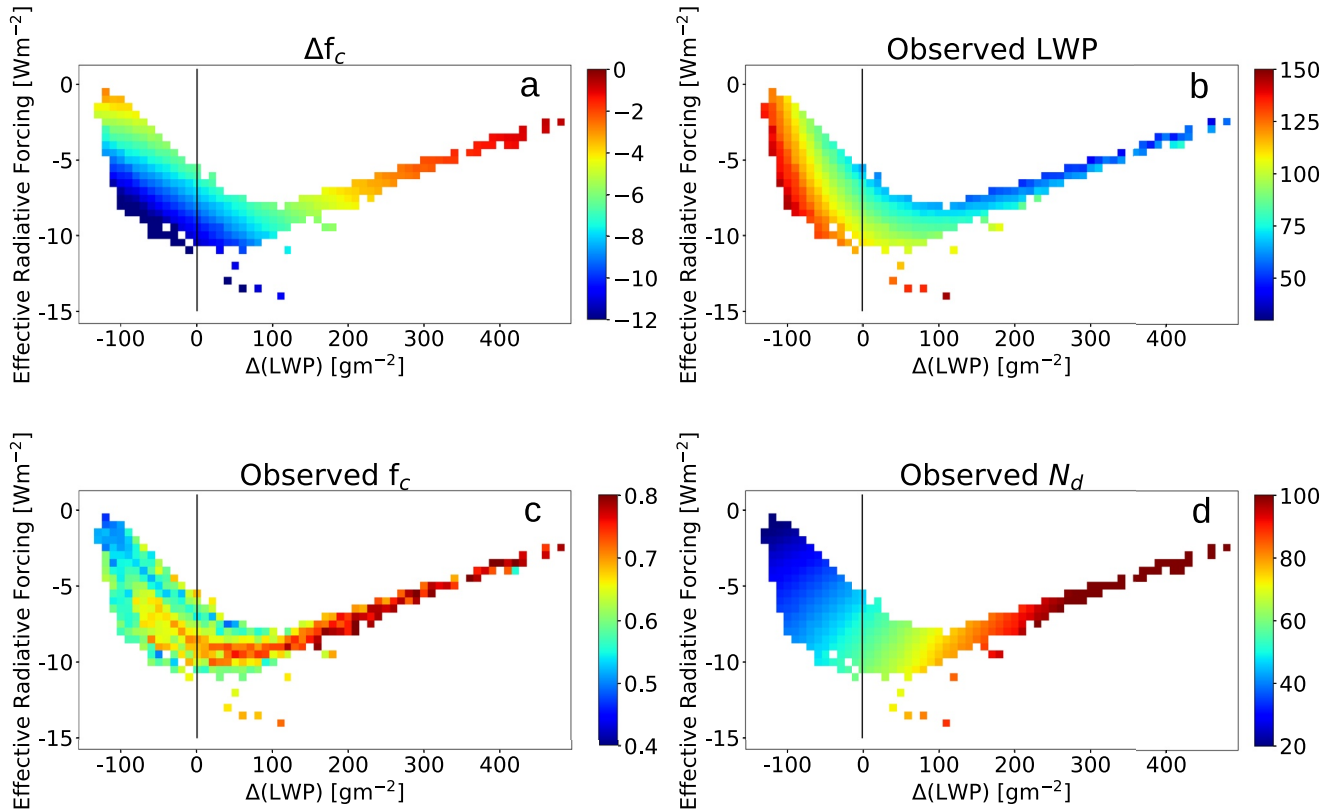 Δf_c
a
Effective Radiative Forcing [Wm⁻²]
0
-5
-10
-15
-100 0 100 200 300 400
Δ(LWP) [gm⁻²]
0
−2
−4
−6
−8
−10
−12
Observed LWP
b
Effective Radiative Forcing [Wm⁻²]
0
-5
-10
-15
-100 0 100 200 300 400
Δ(LWP) [gm⁻²]
150
125
100
75
50
Observed f_c
c
Effective Radiative Forcing [Wm⁻²]
0
-5
-10
-15
-100 0 100 200 300 400
Δ(LWP) [gm⁻²]
0.8
0.7
0.6
0.5
0.4
Observed N_d
d
Effective Radiative Forcing [Wm⁻²]
0
-5
-10
-15
-100 0 100 200 300 400
Δ(LWP) [gm⁻²]
100
80
60
40
20